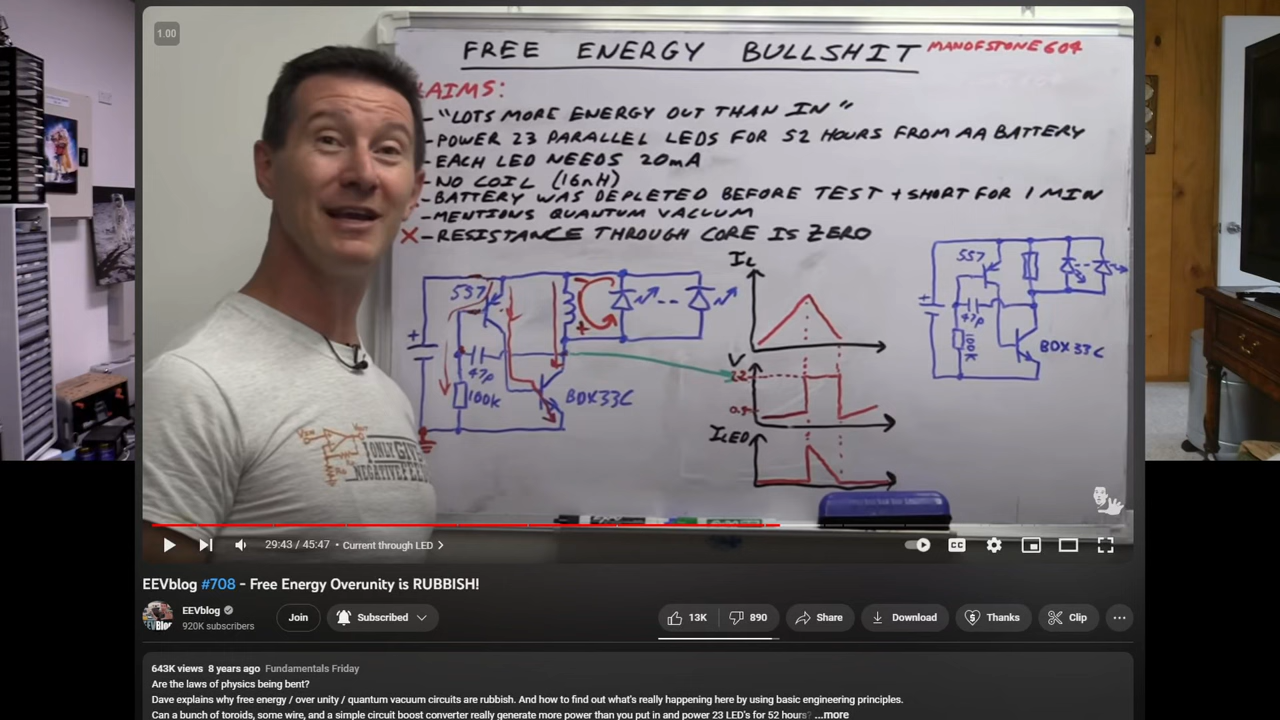 1.00
FREE ENERGY BULLSHIT
MANOFSTONE604
LAIMS:
- "LOTS MORE ENERGY OUT THAN IN"
- POWER 23 PARALLEL LEDS FOR 52 HOURS FROM AA BATTERY
- EACH LED NEEDS 20mA
- NO COIL (16nH)
- BATTERY WAS DEPLETED BEFORE TEST + SHORT FOR 1 MIN
- MENTIONS QUANTUM VACUUM
X - RESISTANCE THROUGH CORE IS ZERO
557
+
47p
100k
BDX33C
+
IL
V
ILED
557
+
47p
100k
BDX33C
I ONLY GIVE
NEGATIVE
29:43 / 45:47 • Current through LED
CC
EEVblog #708 - Free Energy Overunity is RUBBISH!
EEVblog
920K subscribers
Join
Subscribed
13K
890
Share
Download
Thanks
Clip
643K views 8 years ago Fundamentals Friday
Are the laws of physics being bent?
Dave explains why free energy / over unity / quantum vacuum circuits are rubbish. And how to find out what's really happening here by using basic engineering principles.
Can a bunch of toroids, some wire, and a simple circuit boost converter really generate more power than you put in and power 23 LED's for 52 hours? ...more